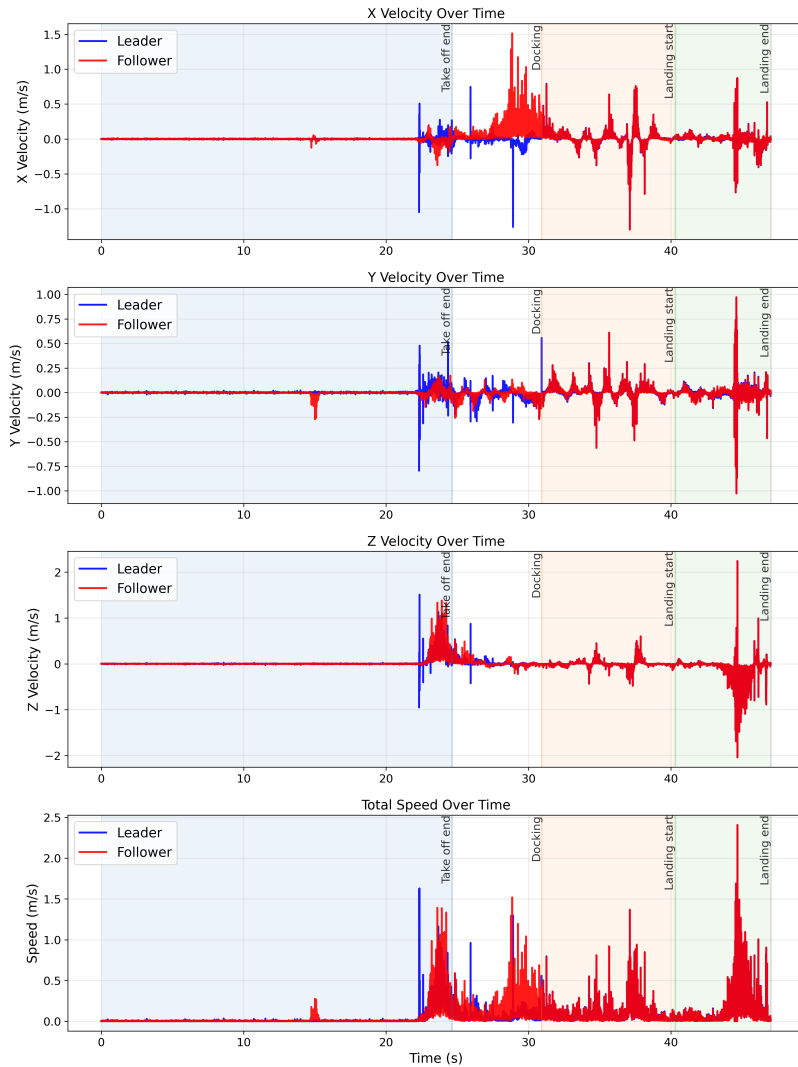 X Velocity Over Time
Leader
Follower
Take off end
Docking
Landing start
Landing end
1.5
1.0
0.5
0.0
−0.5
−1.0
X Velocity (m/s)
0
10
20
30
40
Y Velocity Over Time
Leader
Follower
Take off end
Docking
Landing start
Landing end
1.00
0.75
0.50
0.25
0.00
−0.25
−0.50
−0.75
−1.00
Y Velocity (m/s)
0
10
20
30
40
Z Velocity Over Time
Leader
Follower
Take off end
Docking
Landing start
Landing end
2
1
0
−1
−2
Z Velocity (m/s)
0
10
20
30
40
Total Speed Over Time
Leader
Follower
Take off end
Docking
Landing start
Landing end
2.5
2.0
1.5
1.0
0.5
0.0
Speed (m/s)
0
10
20
30
40
Time (s)